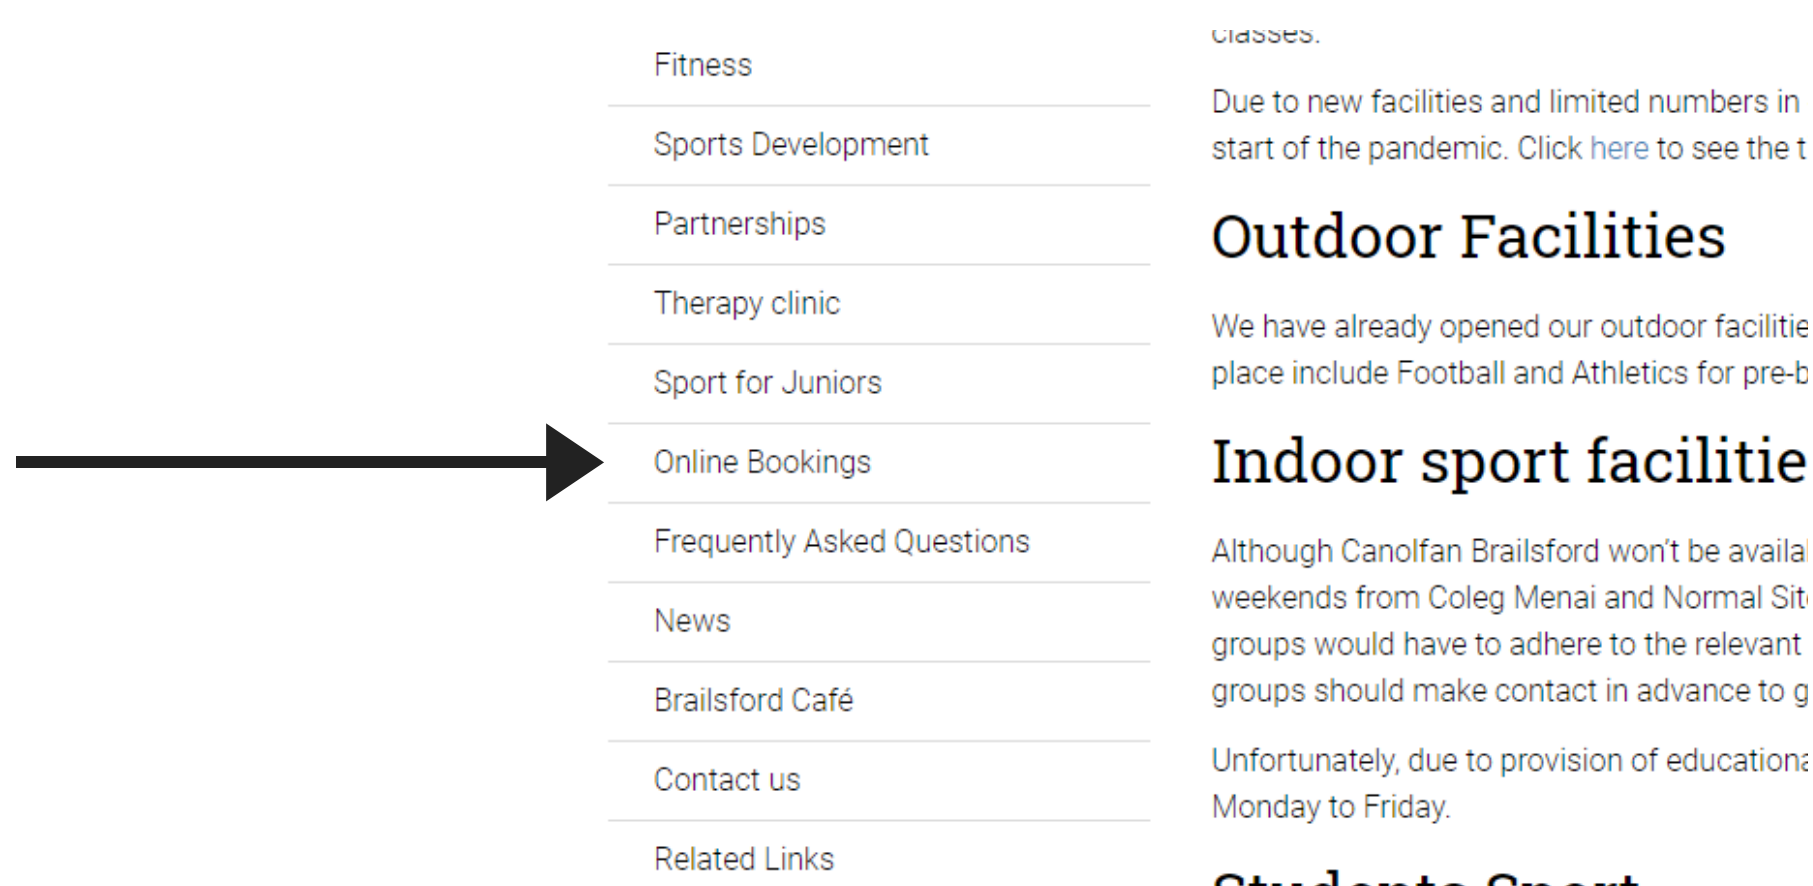 Fitness
Sports Development
Partnerships
Therapy clinic
Sport for Juniors
Online Bookings
Frequently Asked Questions
News
Brailsford Café
Contact us
Related Links
classes.
Due to new facilities and limited numbers in
start of the pandemic. Click here to see the
Outdoor Facilities
We have already opened our outdoor
place include Football and Athletics for
Indoor sport
Although Canolfan Brailsford won't be
weekends from Coleg Menai and Normal
groups would have to adhere to the relevant
groups should make contact in advance to
Unfortunately, due to provision of
Monday to Friday.
Students Sport